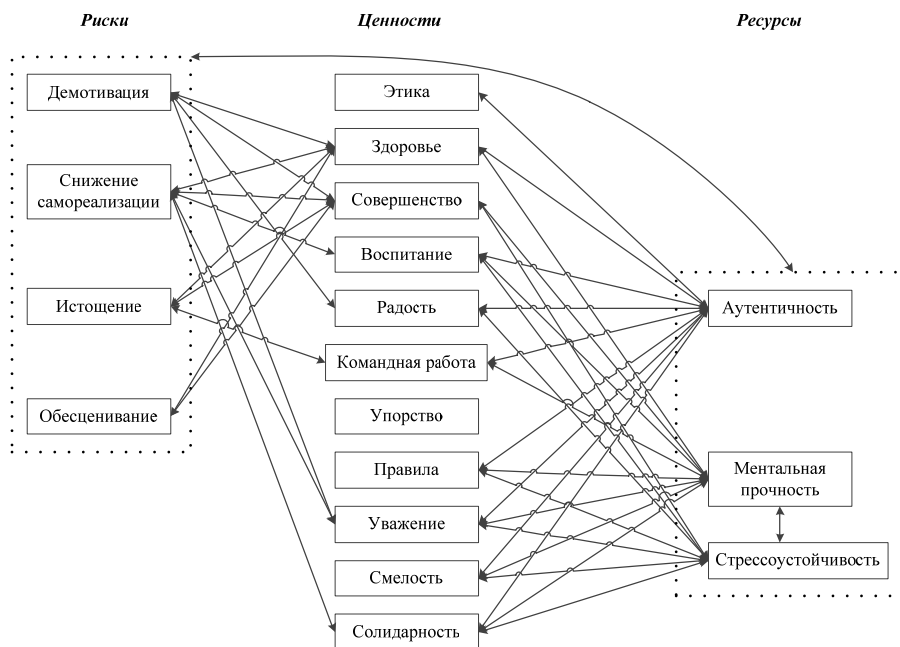 Риски
Ценности
Ресурсы
Демотивация
Снижение
самореализации
Истощение
Обесценивание
Этика
Здоровье
Совершенство
Воспитание
Радость
Командная работа
Упорство
Правила
Уважение
Смелость
Солидарность
Аутентичность
Ментальная
прочность
Стрессоустойчивость